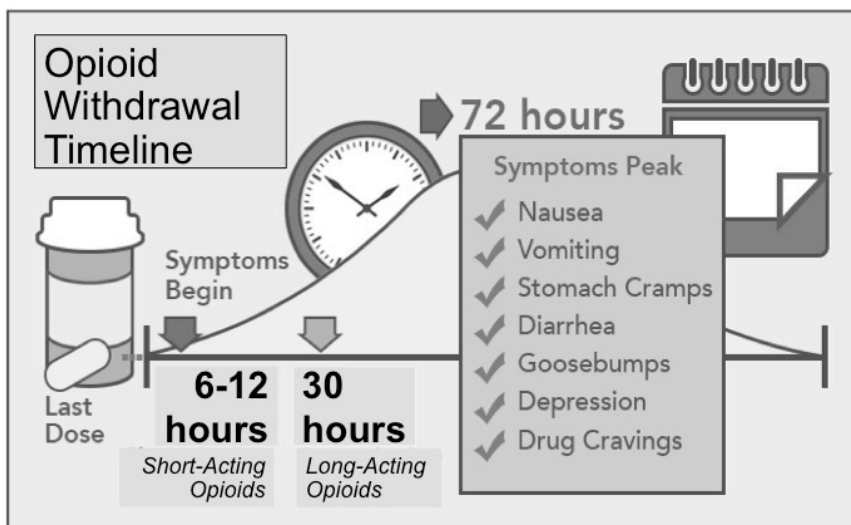 Opioid
Withdrawal
Timeline
72 hours
Symptoms Peak
Nausea
Vomiting
Stomach Cramps
Diarrhea
Goosebumps
Depression
Drug Cravings
Symptoms
Begin
Last
Dose
6-12
hours
Short-Acting
Opioids
30
hours
Long-Acting
Opioids